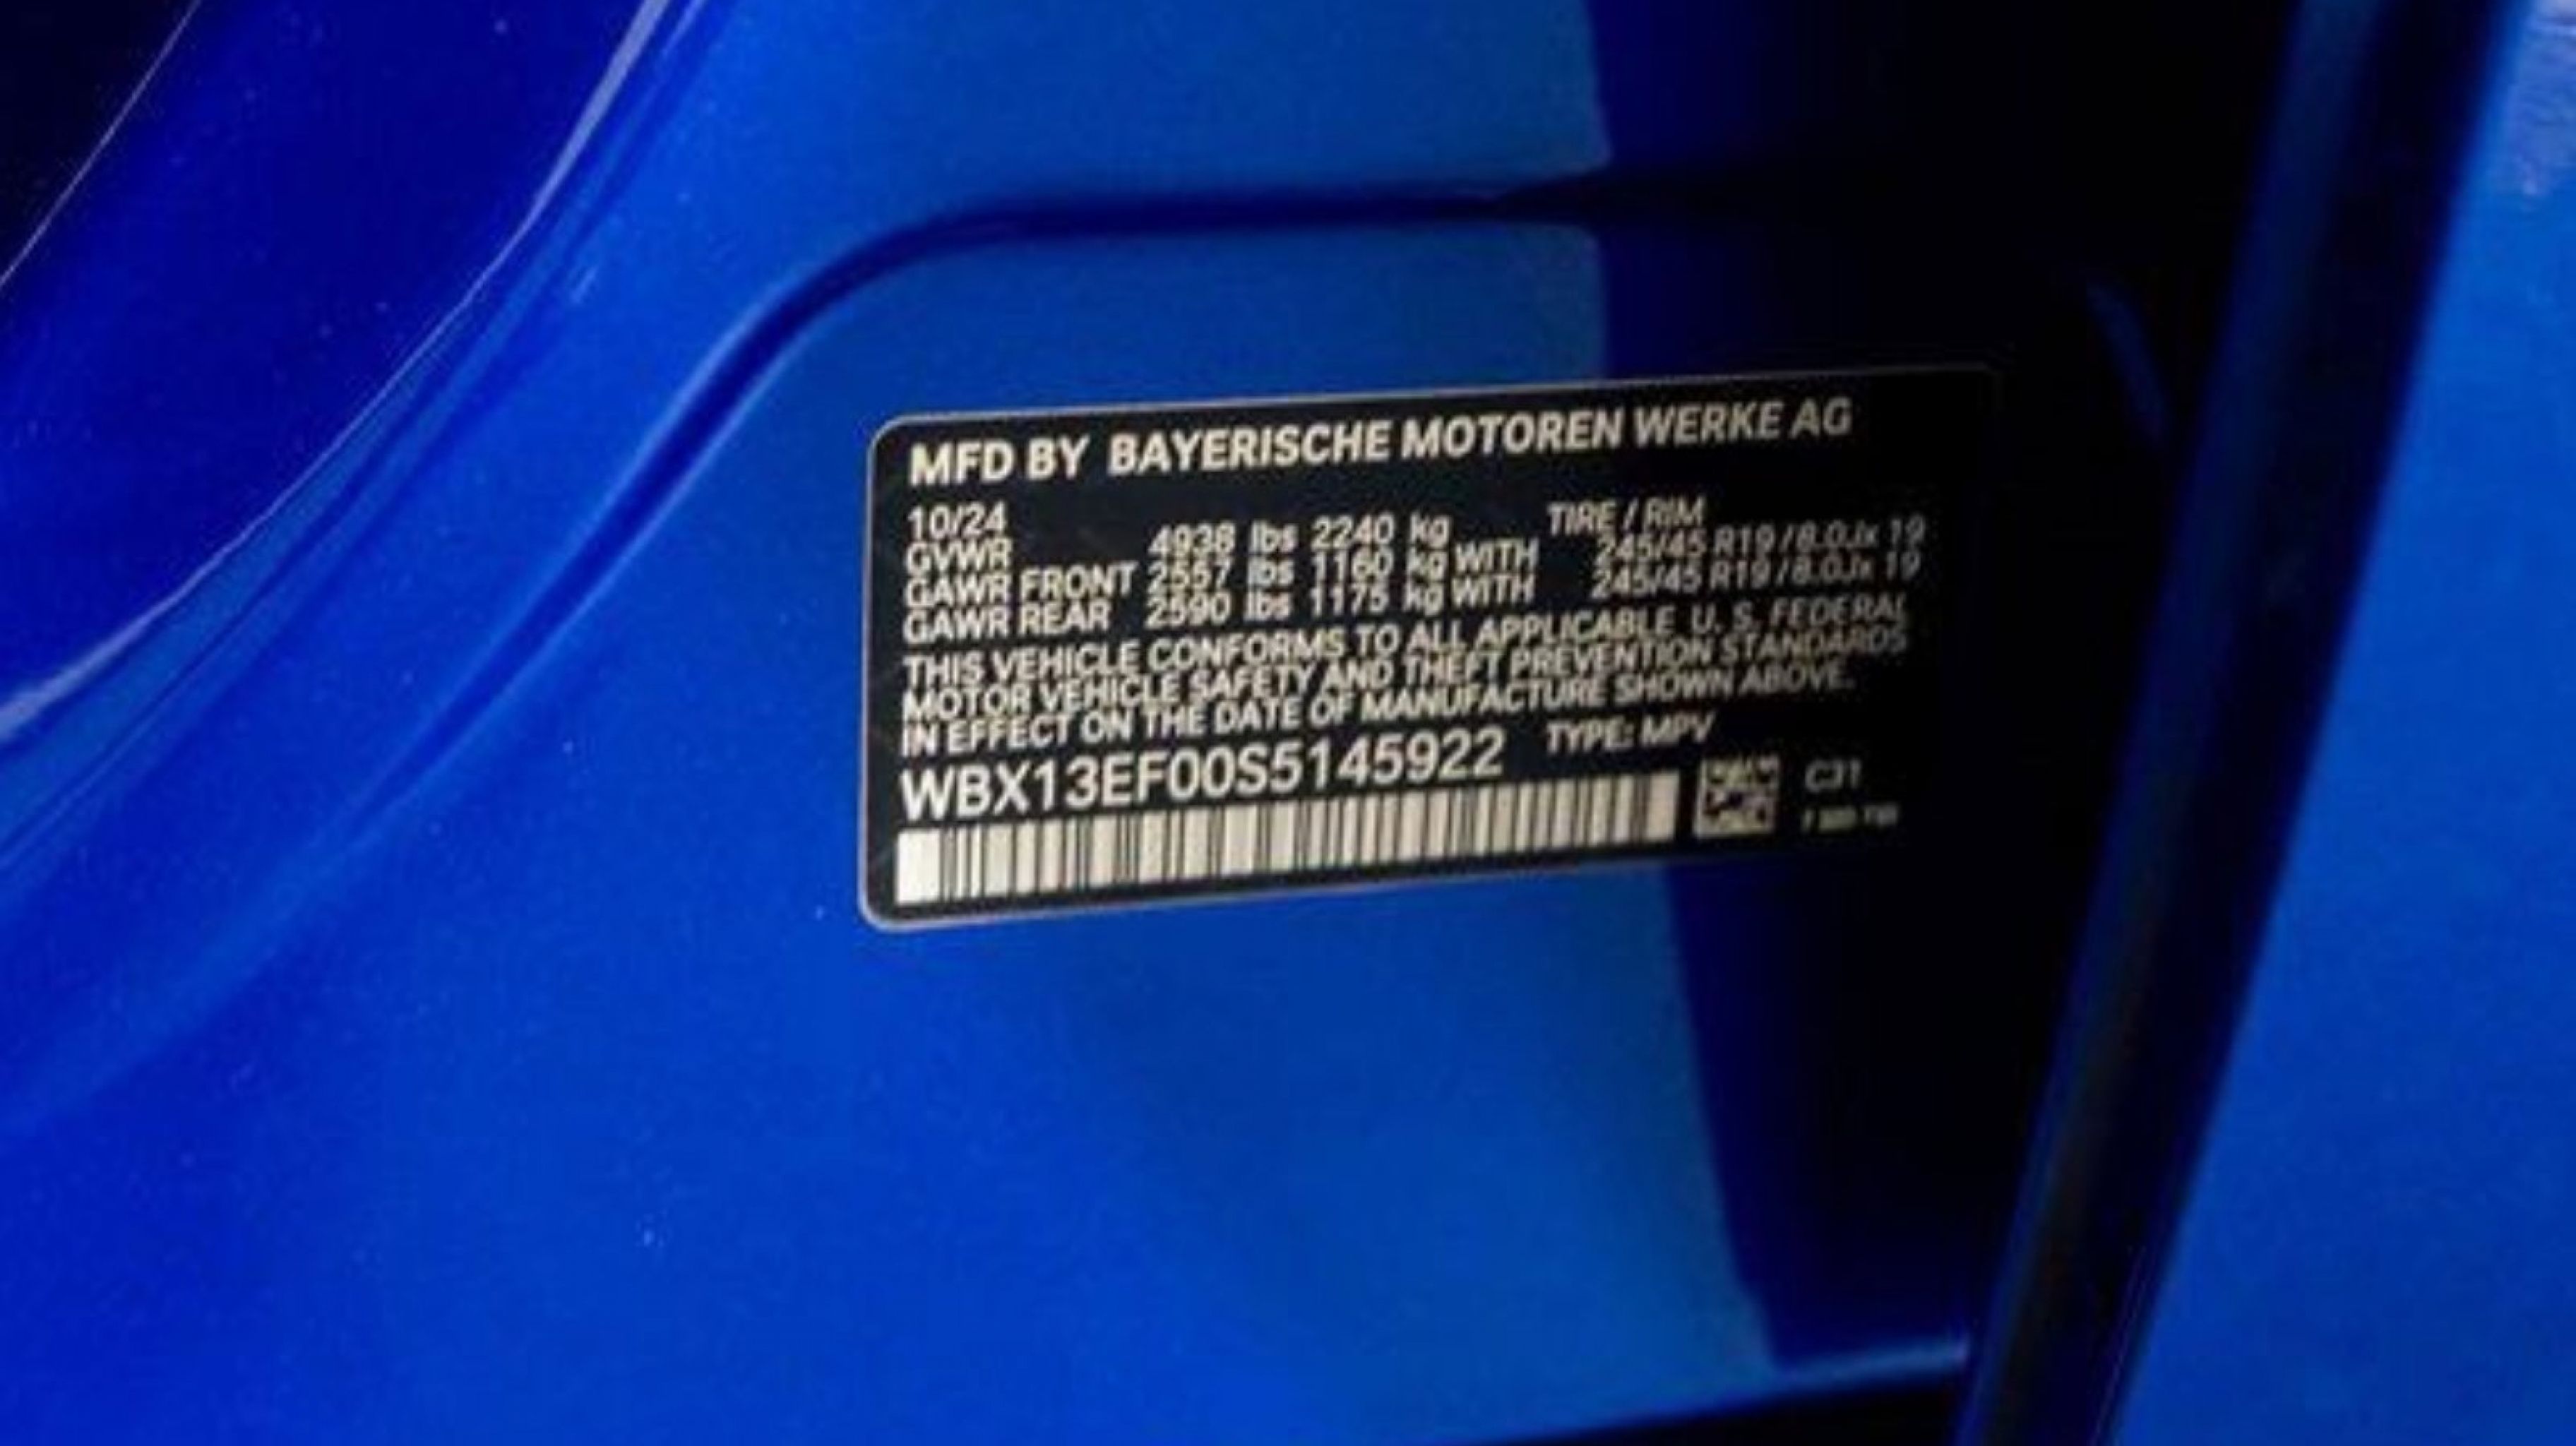 MFD BY BAYERISCHE MOTOREN WERKE AG
10/24 TIRE / RIM
GVWR 4938 lbs 2240 kg
GAWR FRONT 2557 lbs 1160 kg WITH 245/45 R19 / 8.0Jx 19
GAWR REAR 2590 lbs 1175 kg WITH 245/45 R19 / 8.0Jx 19
THIS VEHICLE CONFORMS TO ALL APPLICABLE U. S. FEDERAL
MOTOR VEHICLE SAFETY AND THEFT PREVENTION STANDARDS
IN EFFECT ON THE DATE OF MANUFACTURE SHOWN ABOVE.
WBX13EF00S5145922 TYPE: MPV
C31